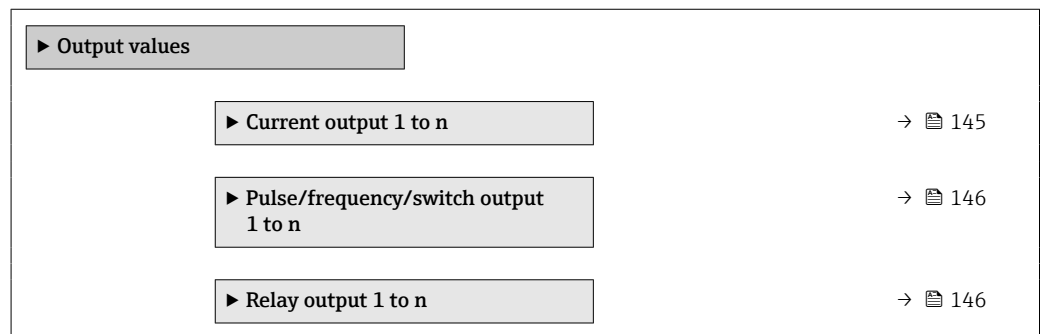 ▶ Output values
▶ Current output 1 to n → 145
▶ Pulse/frequency/switch output → 146
1 to n
▶ Relay output 1 to n → 146